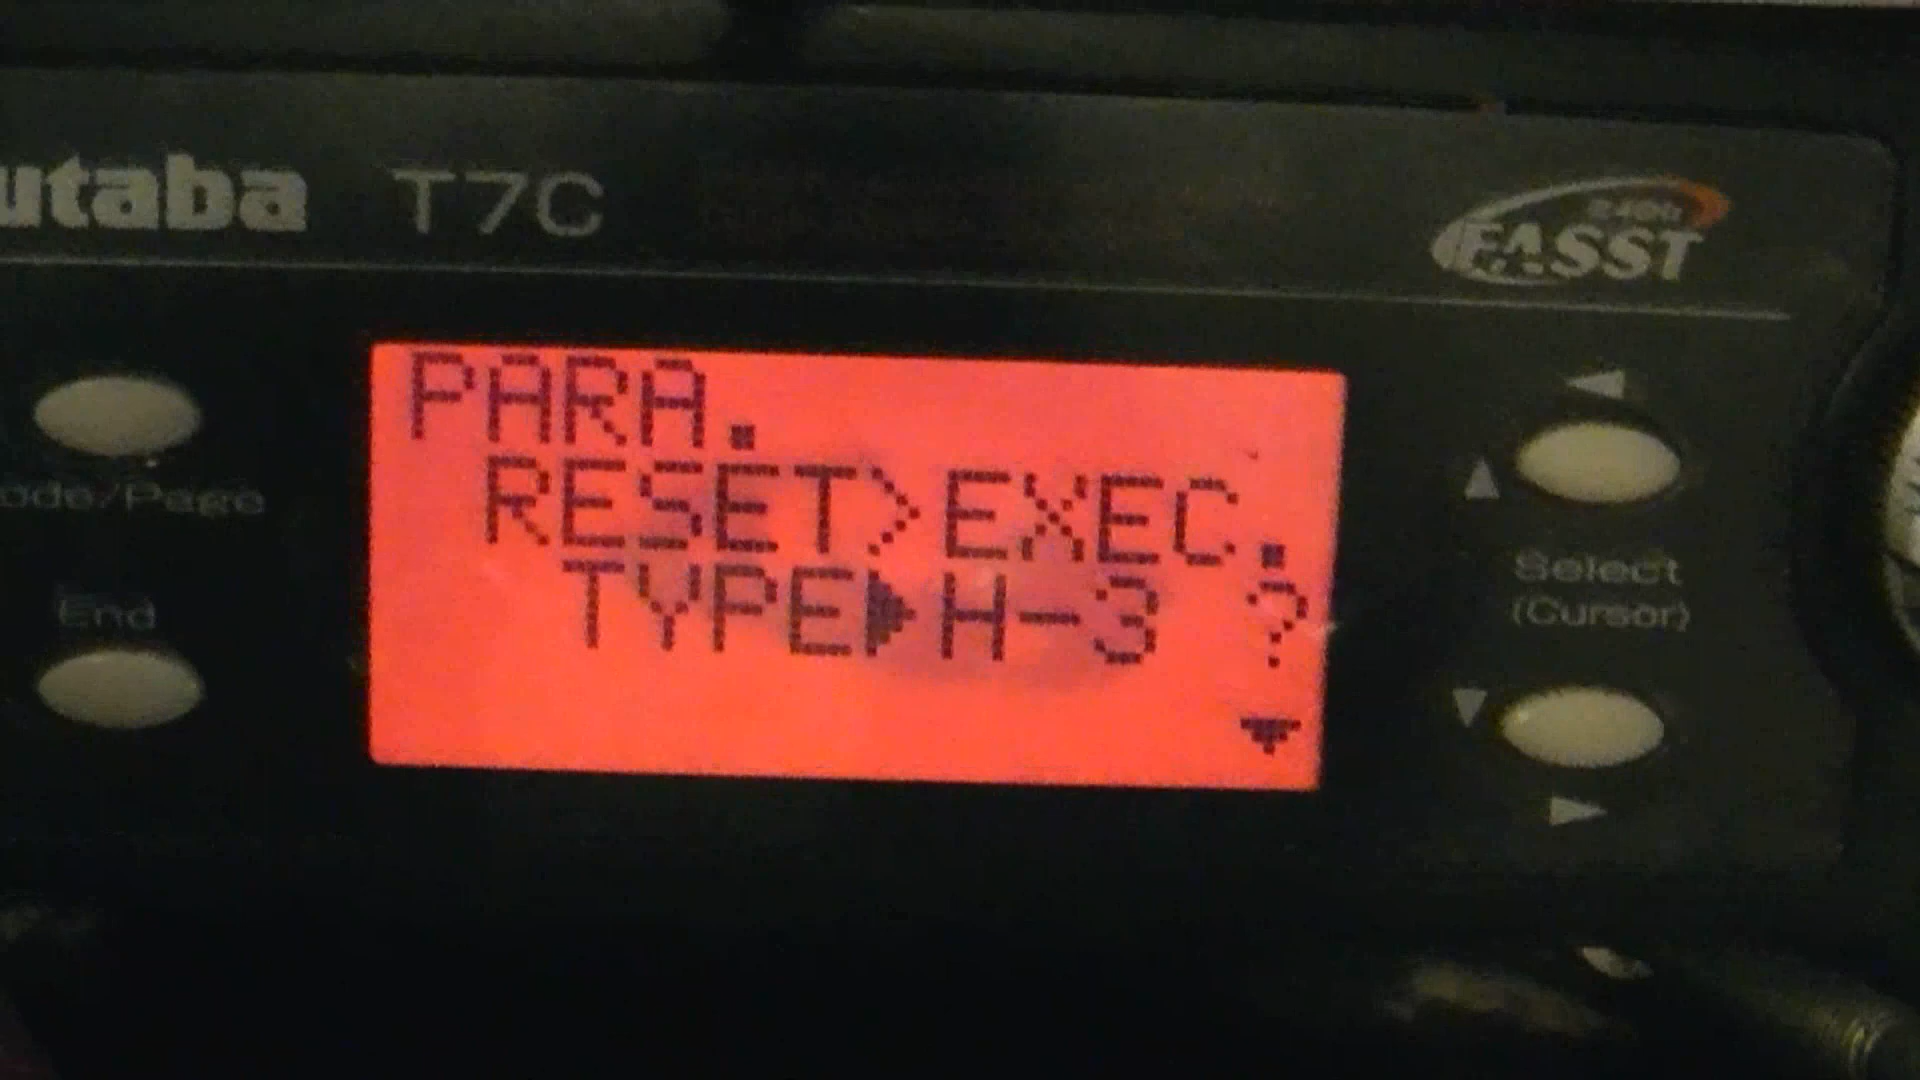 utaba T7C
FASST
PARA.
RESET>EXEC.
TYPE▶H-3 ?
ode/Page
End
Select
(Cursor)